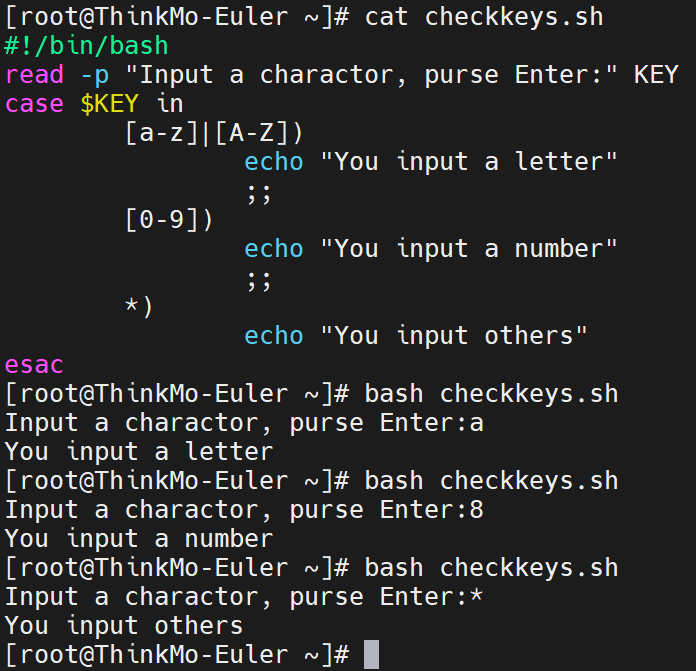 [root@ThinkMo-Euler ~]# cat checkkeys.sh
#!/bin/bash
read -p "Input a charactor, purse Enter:" KEY
case $KEY in
        [a-z]|[A-Z])
                echo "You input a letter"
                ;;
        [0-9])
                echo "You input a number"
                ;;
        *)
                echo "You input others"
esac
[root@ThinkMo-Euler ~]# bash checkkeys.sh
Input a charactor, purse Enter:a
You input a letter
[root@ThinkMo-Euler ~]# bash checkkeys.sh
Input a charactor, purse Enter:8
You input a number
[root@ThinkMo-Euler ~]# bash checkkeys.sh
Input a charactor, purse Enter:*
You input others
[root@ThinkMo-Euler ~]#